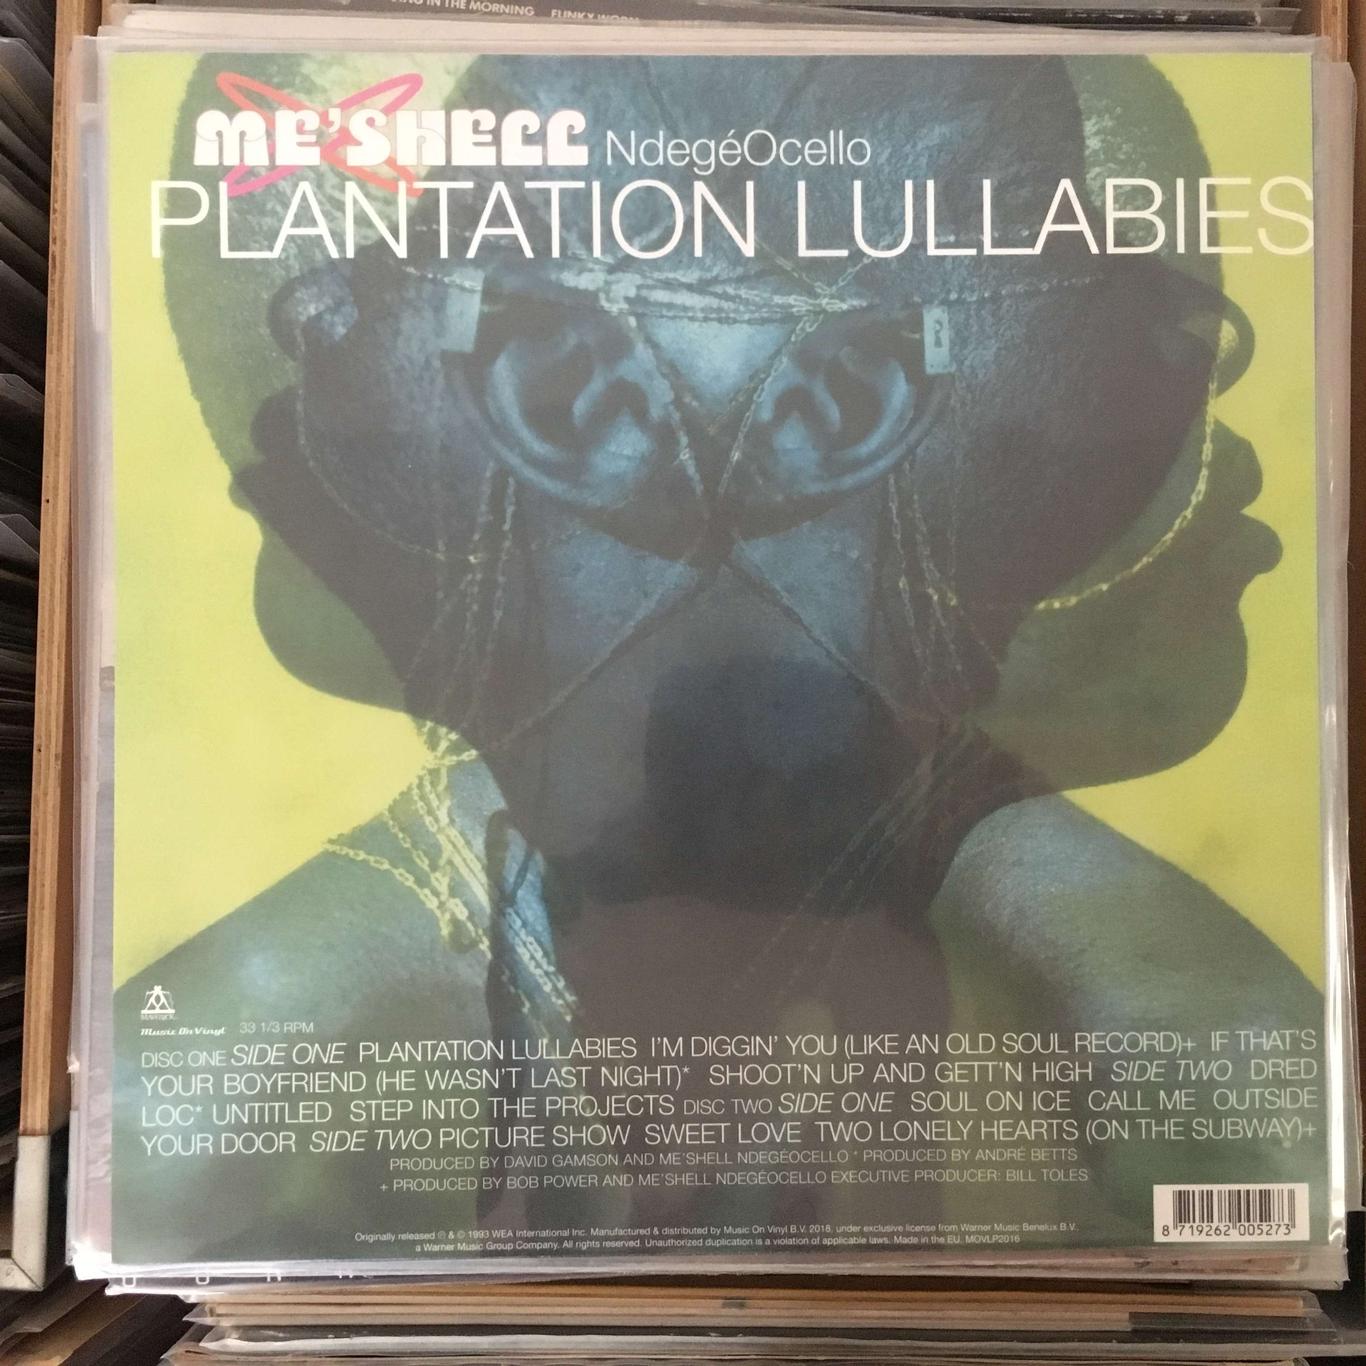 IN THE MORNING FUNKY WORM
ME'SHELL NdegéOcello
PLANTATION LULLABIES
MAVERICK
Music On Vinyl 33 1/3 RPM
DISC ONE SIDE ONE PLANTATION LULLABIES I'M DIGGIN' YOU (LIKE AN OLD SOUL RECORD)+ IF THAT'S
YOUR BOYFRIEND (HE WASN'T LAST NIGHT)* SHOOT'N UP AND GETT'N HIGH SIDE TWO DRED
LOC* UNTITLED STEP INTO THE PROJECTS DISC TWO SIDE ONE SOUL ON ICE CALL ME OUTSIDE
YOUR DOOR SIDE TWO PICTURE SHOW SWEET LOVE TWO LONELY HEARTS (ON THE SUBWAY)+
PRODUCED BY DAVID GAMSON AND ME'SHELL NDEGÉOCELLO * PRODUCED BY ANDRÉ BETTS
+ PRODUCED BY BOB POWER AND ME'SHELL NDEGÉOCELLO EXECUTIVE PRODUCER: BILL TOLES
Originally released ℗ & © 1993 WEA International Inc. Manufactured & distributed by Music On Vinyl B.V. 2018, under exclusive license from Warner Music Benelux B.V.,
a Warner Music Group Company. All rights reserved. Unauthorized duplication is a violation of applicable laws. Made in the EU. MOVLP2016
8 719262 005273